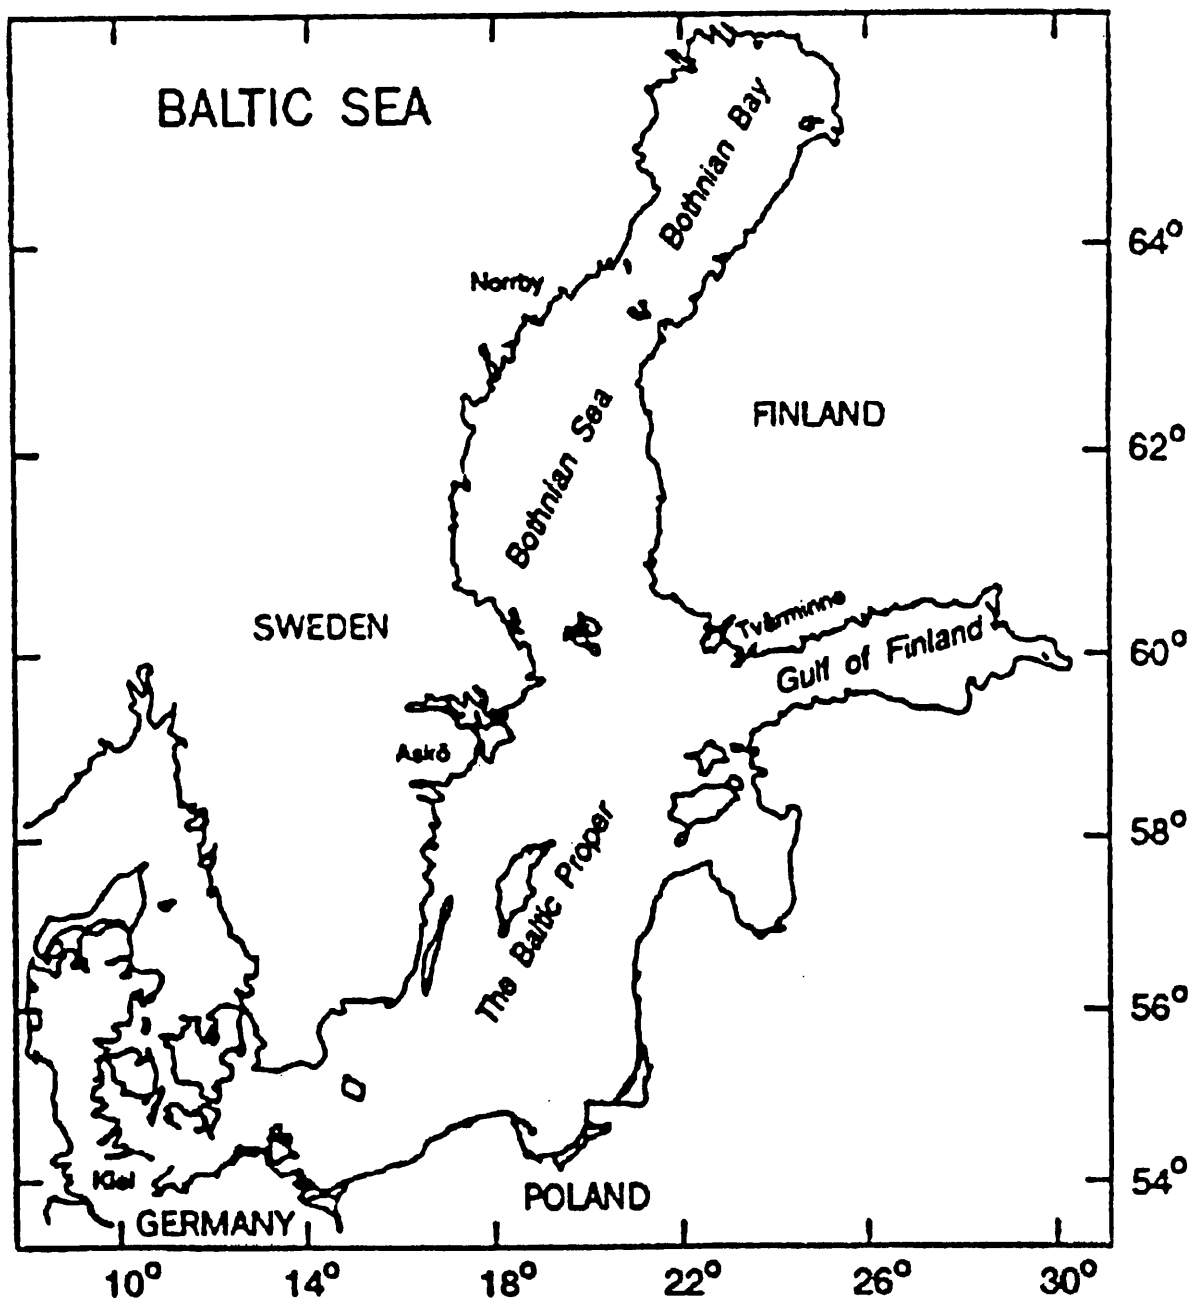 BALTIC SEA
Bothnian Bay
64°
Norrby
FINLAND
62°
Bothnian Sea
SWEDEN
Tvärminne
Gulf of Finland
60°
Askö
58°
The Baltic Proper
56°
54°
Kiel
POLAND
GERMANY
10° 14° 18° 22° 26° 30°